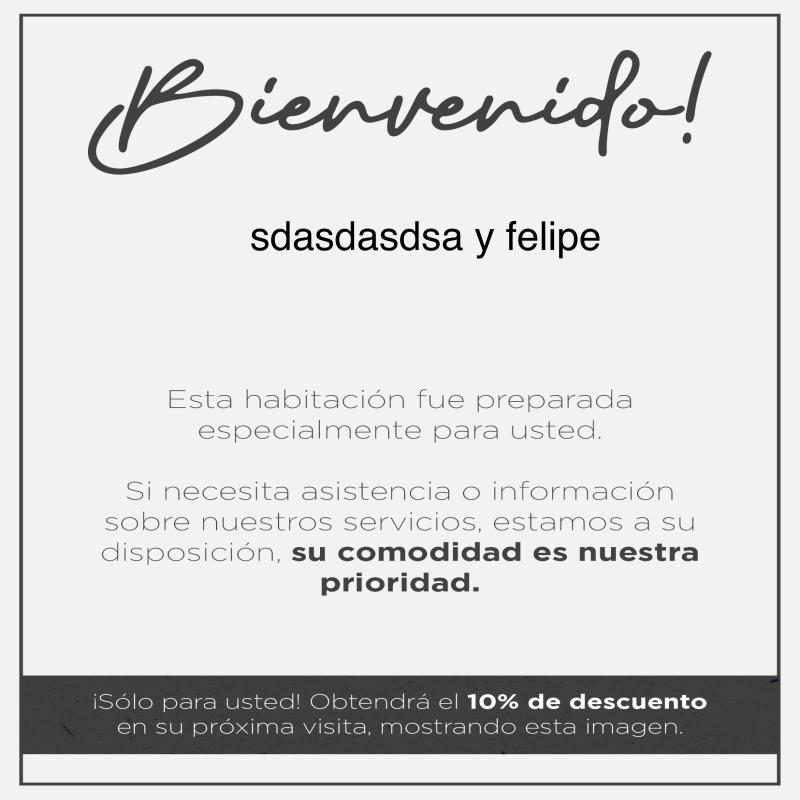 Bienvenido!
sdasdasdsa y felipe
Esta habitación fue preparada
especialmente para usted.
Si necesita asistencia o información
sobre nuestros servicios, estamos a su
disposición, su comodidad es nuestra
prioridad.
¡Sólo para usted! Obtendrá el 10% de descuento
en su próxima visita, mostrando esta imagen.